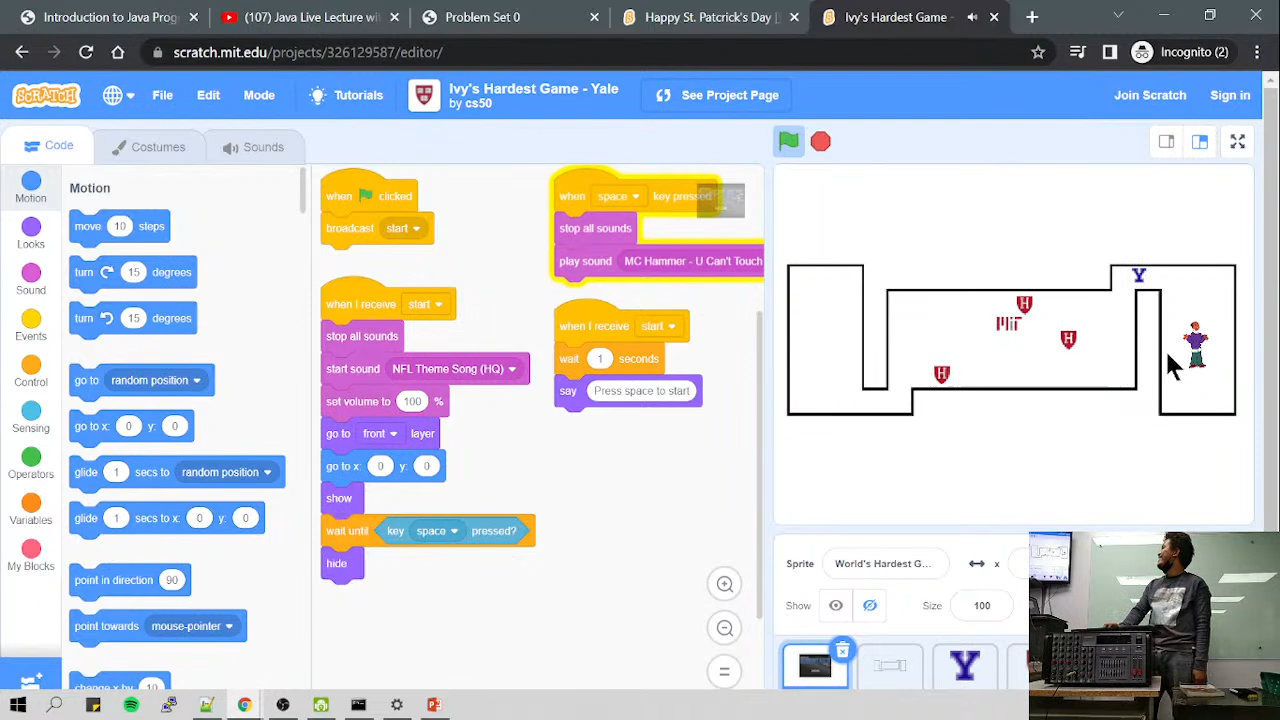 Introduction to Java Prog
(107) Java Live Lecture wi
Problem Set 0
Happy St. Patcrick's Day |
Ivy's Hardest Game -
scratch.mit.edu/projects/326129587/editor/
Incognito (2)
SCRATCH
File
Edit
Mode
Tutorials
Ivy's Hardest Game - Yale
by cs50
See Project Page
Join Scratch
Sign in
Code
Costumes
Sounds
Motion
Looks
Sound
Events
Control
Sensing
Operators
Variables
My Blocks
Motion
move 10 steps
turn 15 degrees
turn 15 degrees
go to random position
go to x: 0 y: 0
glide 1 secs to random position
glide 1 secs to x: 0 y: 0
point in direction 90
point towards mouse-pointer
change x by 10
when clicked
broadcast start
when I receive start
stop all sounds
start sound NFL Theme Song (HQ)
set volume to 100 %
go to front layer
go to x: 0 y: 0
show
wait until key space pressed?
hide
when space key pressed
stop all sounds
play sound MC Hammer - U Can't Touch
when I receive start
wait 1 seconds
say Press space to start
Y
H
Mit
H
H
Sprite
World's Hardest G...
x
Show
Size
100
Y